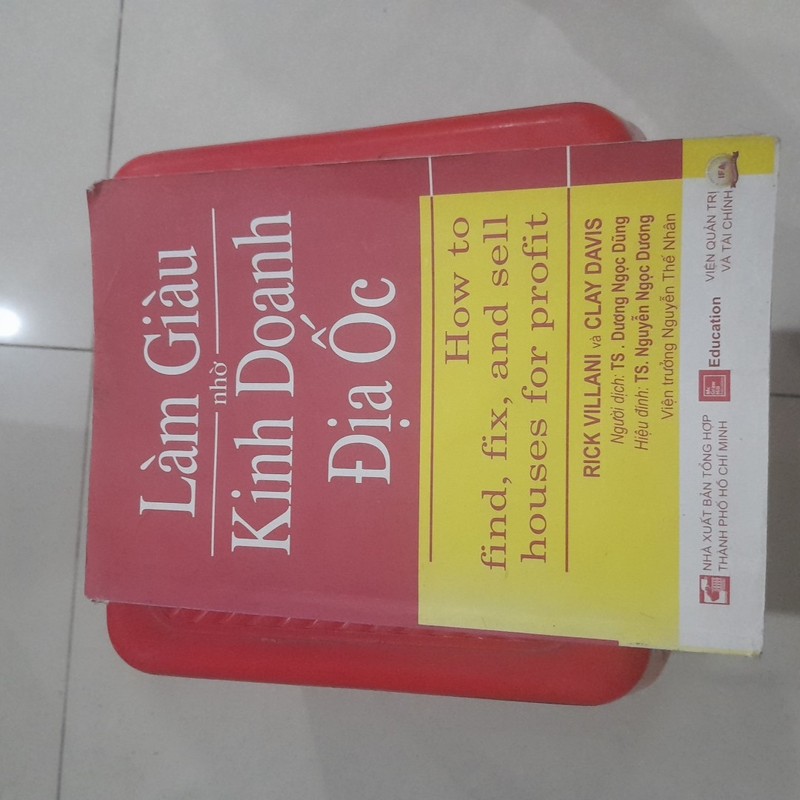 Làm Giàu
nhờ
Kinh Doanh
Địa Ốc
How to
find, fix, and sell
houses for profit
RICK VILLANI và CLAY DAVIS
Người dịch: TS . Dương Ngọc Dũng
Hiệu đính: TS. Nguyễn Ngọc Dương
Viện trưởng Nguyễn Thế Nhân
NHÀ XUẤT BẢN TỔNG HỢP
THÀNH PHỐ HỒ CHÍ MINH
Education
VIỆN QUẢN TRỊ
VÀ TÀI CHÍNH
IFA